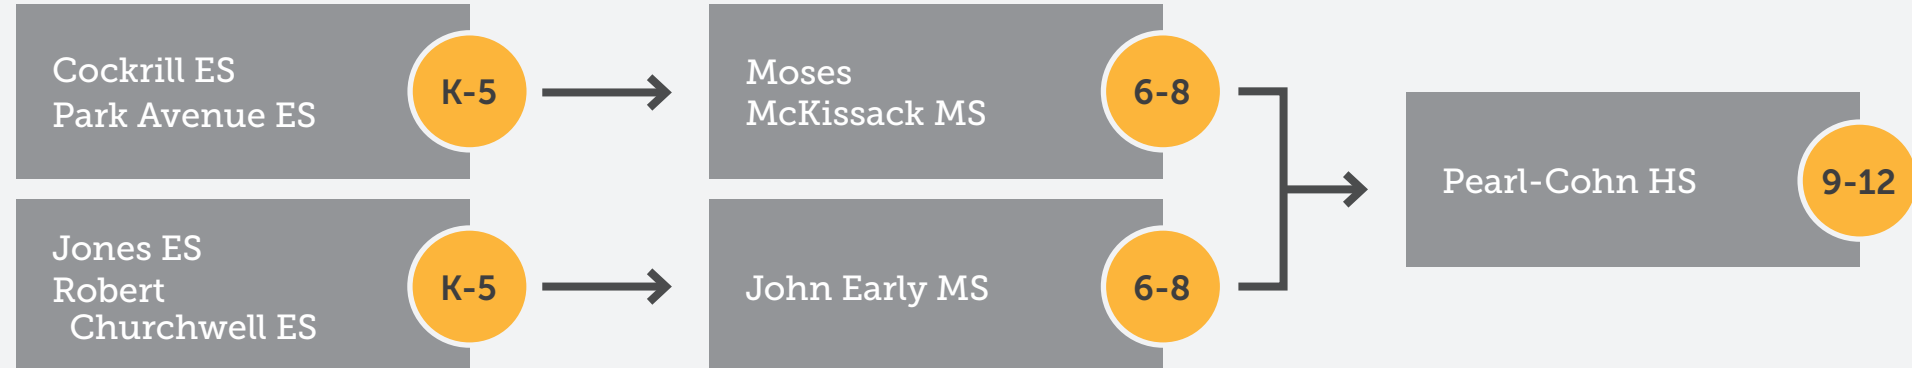 Cockrill ES
Park Avenue ES
K-5
Moses
McKissack MS
6-8
Jones ES
Robert
Churchwell ES
K-5
John Early MS
6-8
Pearl-Cohn HS
9-12